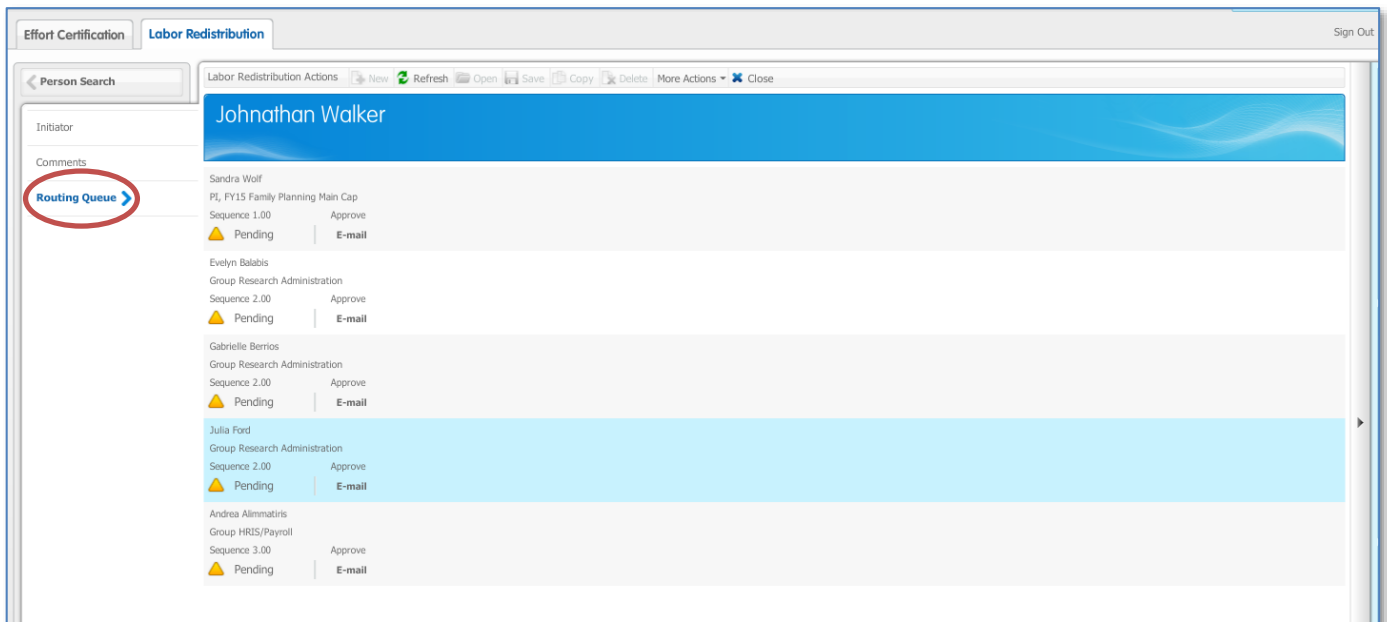 Effort Certification Labor Redistribution Sign Out
Person Search
Labor Redistribution Actions New Refresh Open Save Copy Delete More Actions Close
Johnathan Walker
Initiator
Comments
Routing Queue
Sandra Wolf
PI, FY15 Family Planning Main Cap
Sequence 1.00 Approve
Pending E-mail
Evelyn Balabis
Group Research Administration
Sequence 2.00 Approve
Pending E-mail
Gabrielle Berrios
Group Research Administration
Sequence 2.00 Approve
Pending E-mail
Julia Ford
Group Research Administration
Sequence 2.00 Approve
Pending E-mail
Andrea Alimmatiris
Group HRIS/Payroll
Sequence 3.00 Approve
Pending E-mail